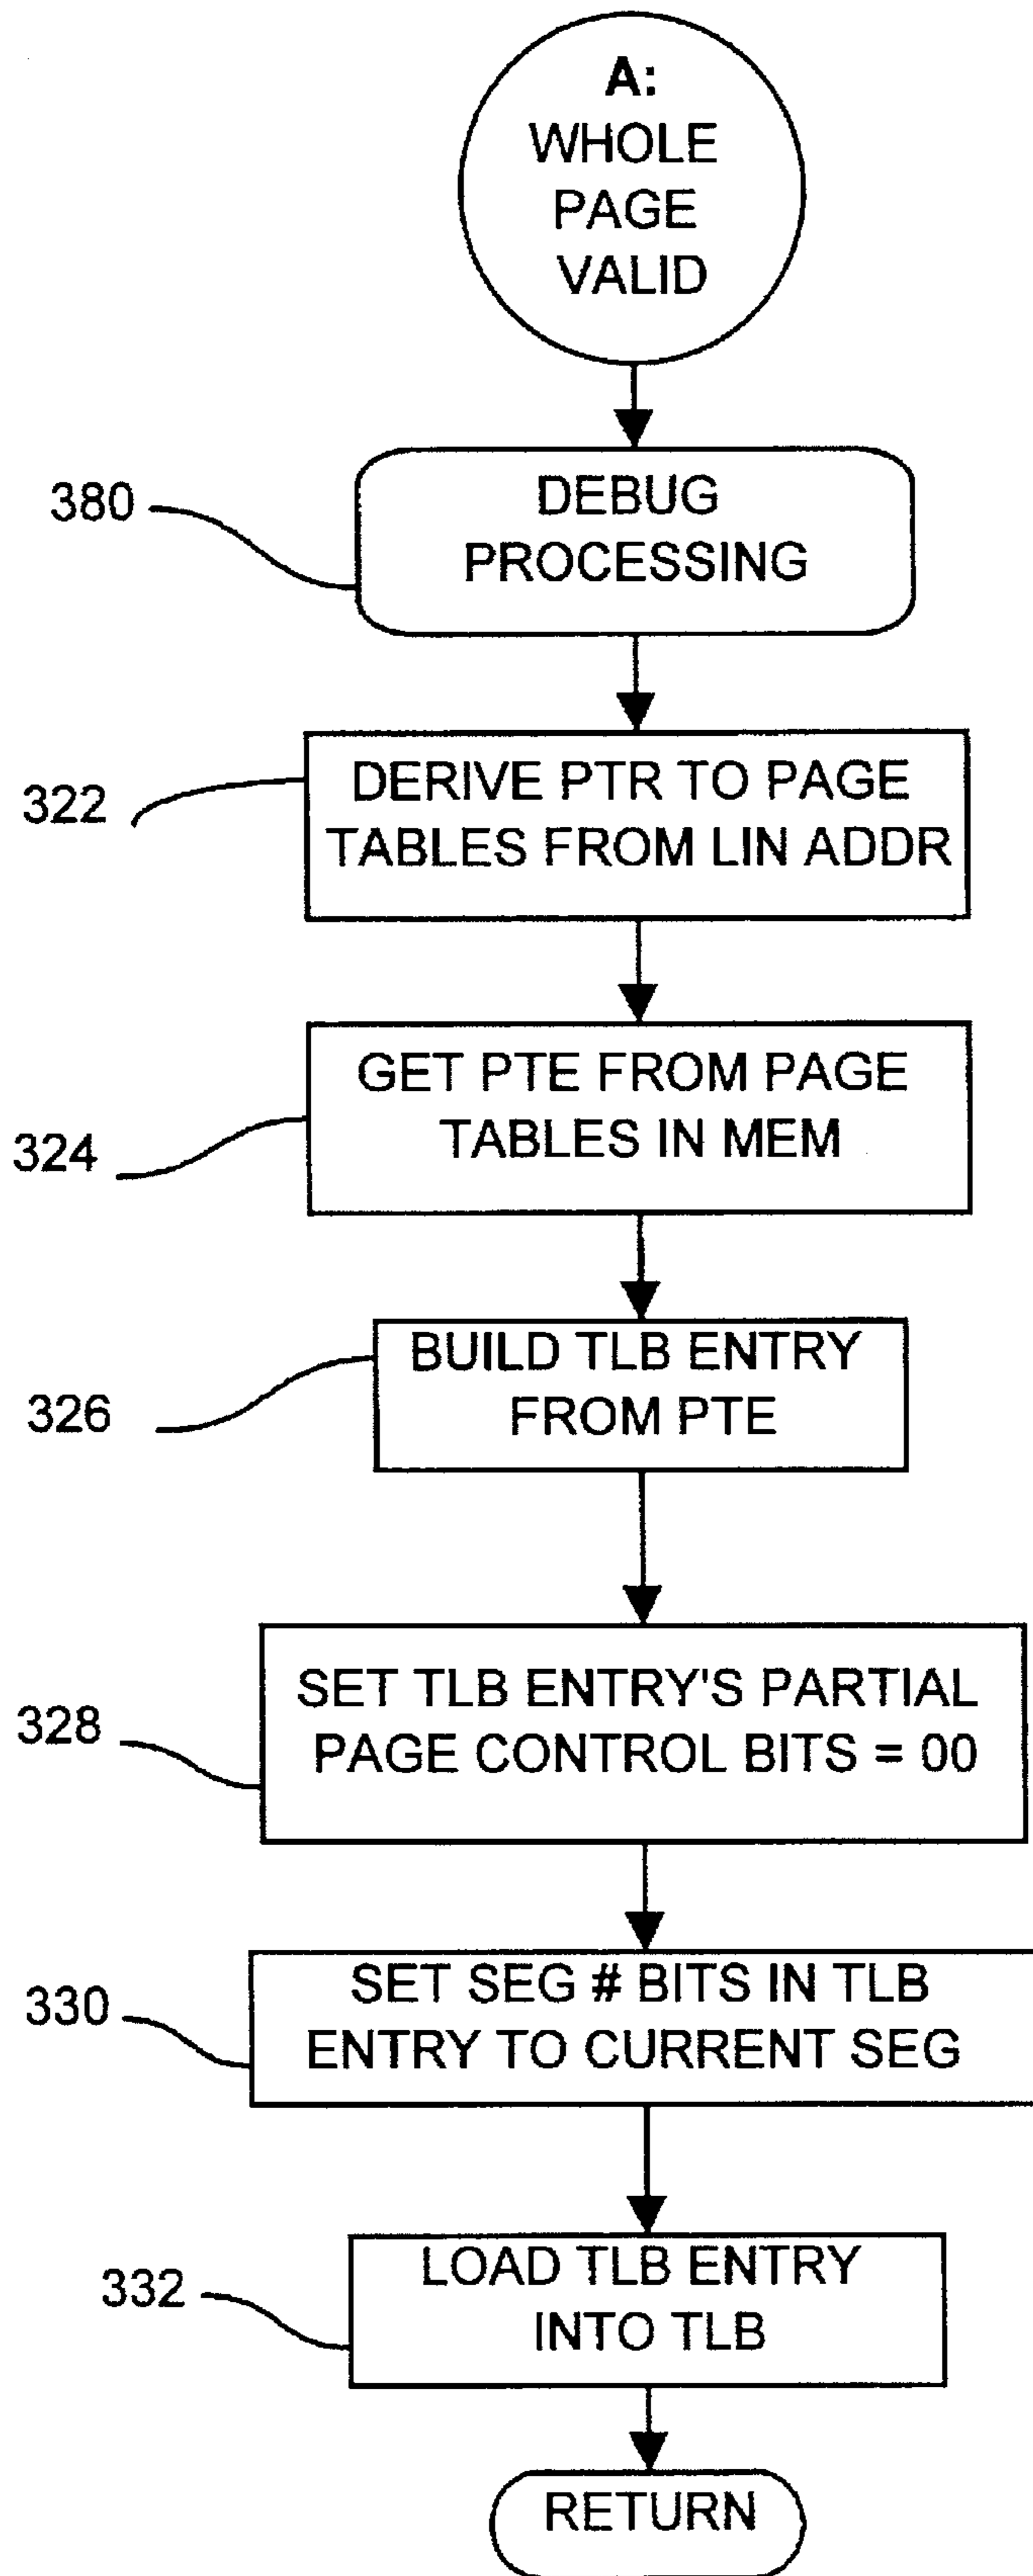 A:
WHOLE
PAGE
VALID
380
DEBUG
PROCESSING
322
DERIVE PTR TO PAGE
TABLES FROM LIN ADDR
324
GET PTE FROM PAGE
TABLES IN MEM
326
BUILD TLB ENTRY
FROM PTE
328
SET TLB ENTRY'S PARTIAL
PAGE CONTROL BITS = 00
330
SET SEG # BITS IN TLB
ENTRY TO CURRENT SEG
332
LOAD TLB ENTRY
INTO TLB
RETURN